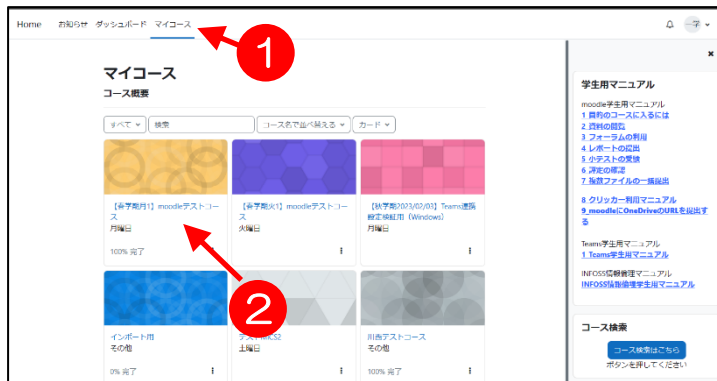 Home お知らせ ダッシュボード マイコース
1
マイコース
コース概要
すべて 検索 コース名で並べ替える カード
【春学期月1】moodleテストコー
ス
月曜日
100% 完了
【春学期火1】moodleテストコー
ス
火曜日
【秋学期2023/02/03】Teams連携
設定検証用（Windows）
月曜日
2
インポート用
その他
0% 完了
土曜日
川西テストコース
その他
100% 完了
学生用マニュアル
moodle学生用マニュアル
1 目的のコースに入るには
2 資料の閲覧
3 フォーラムの利用
4 レポートの提出
5 小テストの受験
6 評定の確認
7 複数ファイルの一括提出
8 クリッカー利用マニュアル
9_moodleにOneDriveのURLを提出す
る
Teams学生用マニュアル
1 Teams学生用マニュアル
INFOSS情報倫理マニュアル
INFOSS情報倫理学生用マニュアル
コース検索
コース検索はこちら
ボタンを押してください